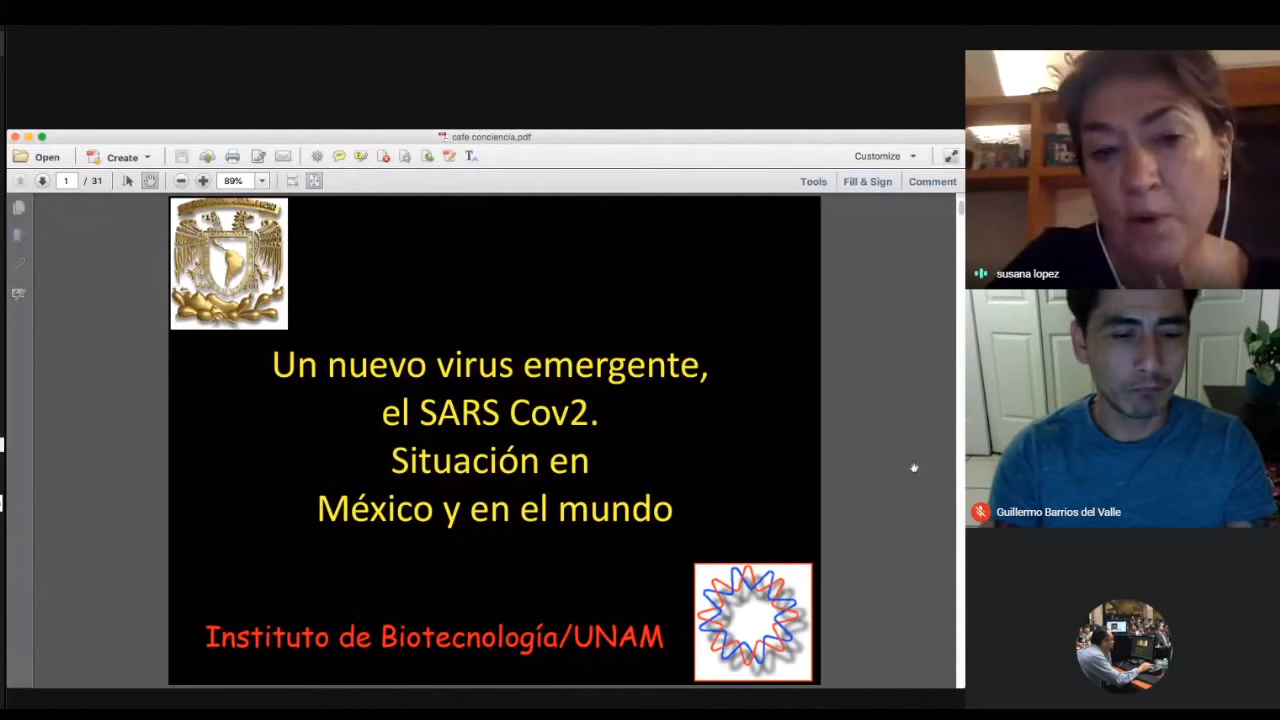 cafe conciencia.pdf
Open
Create
Customize
1 / 31
89%
Tools
Fill & Sign
Comment
Un nuevo virus emergente,
el SARS Cov2.
Situación en
México y en el mundo
Instituto de Biotecnología/UNAM
susana lopez
Guillermo Barrios del Valle